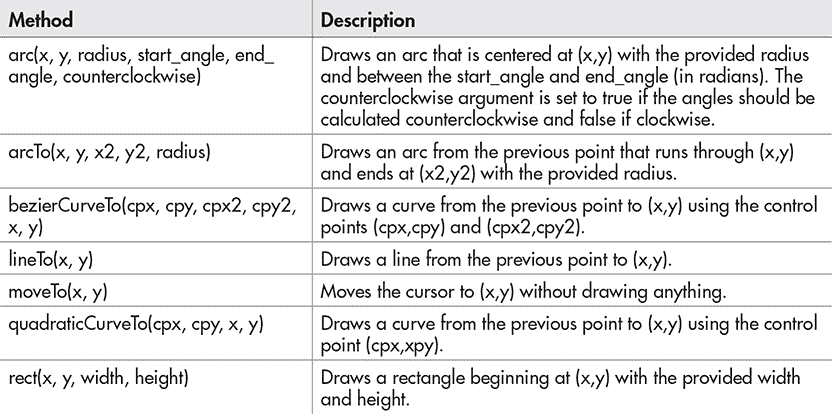 Method Description
arc(x, y, radius, start_angle, end_
angle, counterclockwise)
Draws an arc that is centered at (x,y) with the provided radius
and between the start_angle and end_angle (in radians). The
counterclockwise argument is set to true if the angles should be
calculated counterclockwise and false if clockwise.
arcTo(x, y, x2, y2, radius)
Draws an arc from the previous point that runs through (x,y)
and ends at (x2,y2) with the provided radius.
bezierCurveTo(cpx, cpy, cpx2, cpy2,
x, y)
Draws a curve from the previous point to (x,y) using the control
points (cpx,cpy) and (cpx2,cpy2).
lineTo(x, y)
Draws a line from the previous point to (x,y).
moveTo(x, y)
Moves the cursor to (x,y) without drawing anything.
quadraticCurveTo(cpx, cpy, x, y)
Draws a curve from the previous point to (x,y) using the control
point (cpx,xpy).
rect(x, y, width, height)
Draws a rectangle beginning at (x,y) with the provided width
and height.